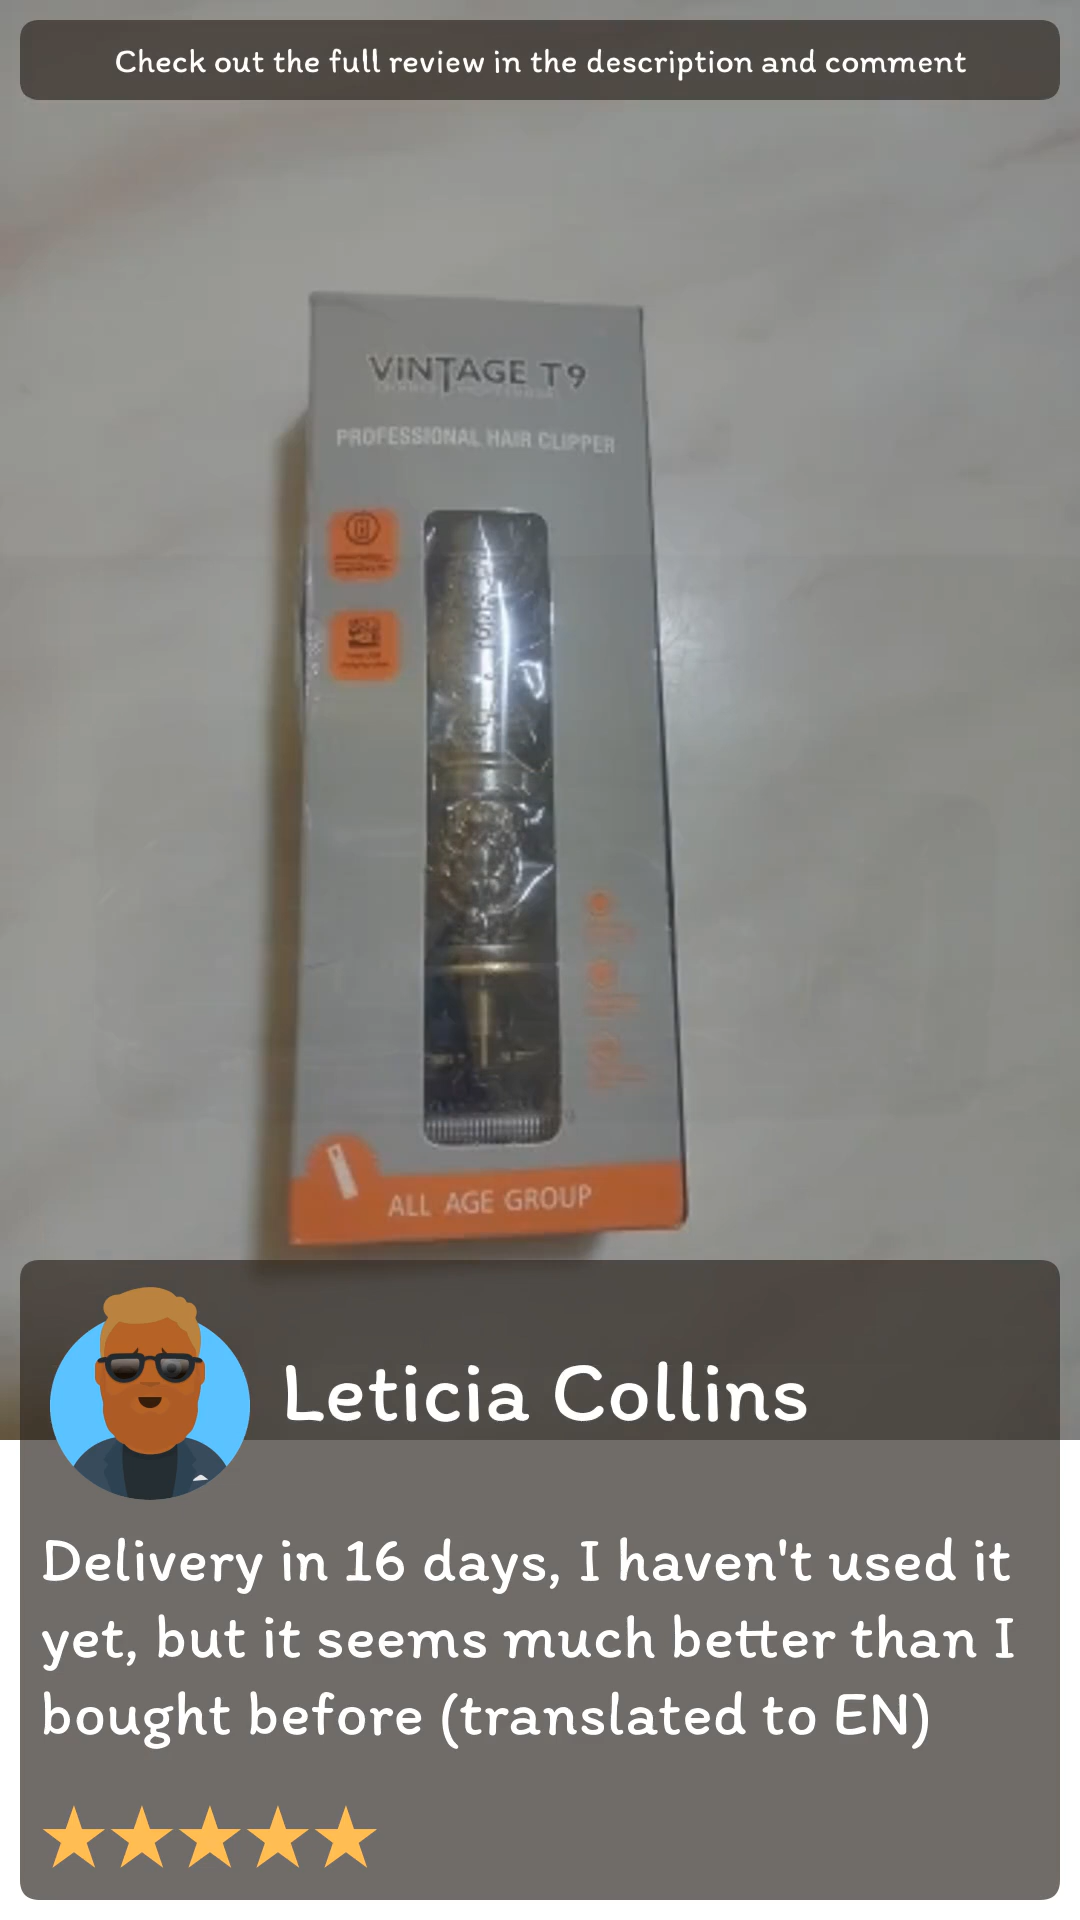 Check out the full review in the description and comment
VINTAGE T9
PROFESSIONAL HAIR CLIPPER
ALL AGE GROUP
Leticia Collins
Delivery in 16 days, I haven't used it
yet, but it seems much better than I
bought before (translated to EN)